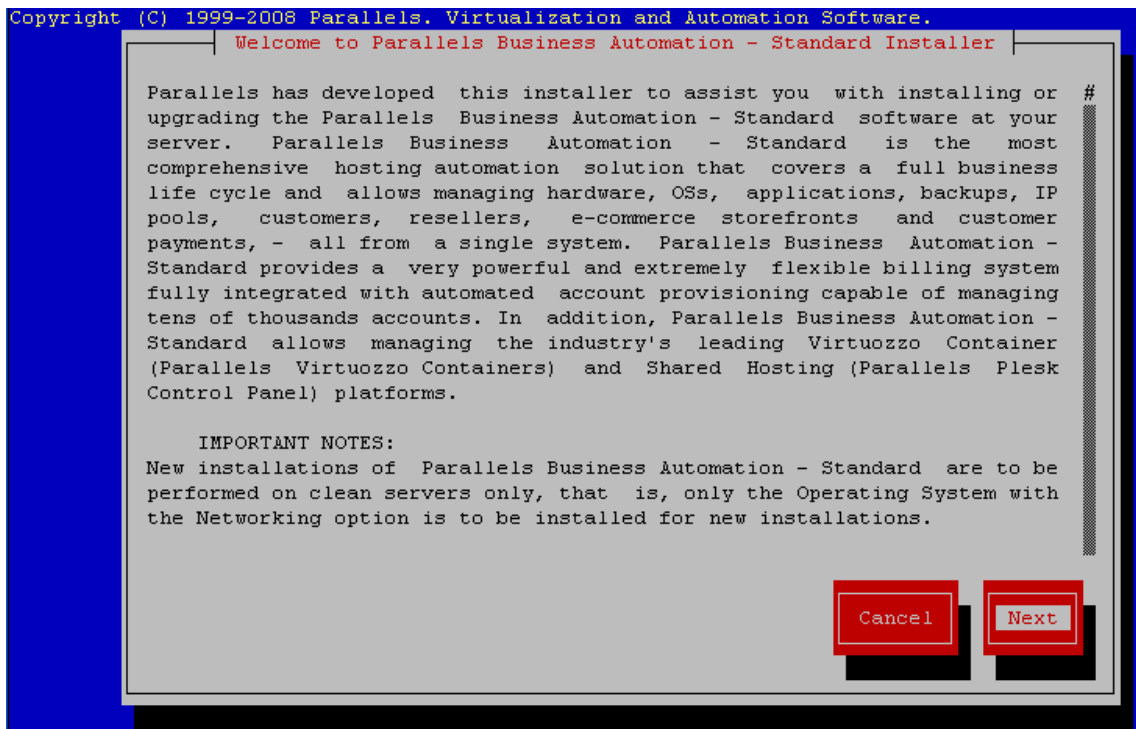 Copyright (C) 1999-2008 Parallels. Virtualization and Automation Software.
Welcome to Parallels Business Automation - Standard Installer
Parallels has developed this installer to assist you with installing or #
upgrading the Parallels Business Automation - Standard software at your
server. Parallels Business Automation - Standard is the most
comprehensive hosting automation solution that covers a full business
life cycle and allows managing hardware, OSs, applications, backups, IP
pools, customers, resellers, e-commerce storefronts and customer
payments, - all from a single system. Parallels Business Automation -
Standard provides a very powerful and extremely flexible billing system
fully integrated with automated account provisioning capable of managing
tens of thousands accounts. In addition, Parallels Business Automation -
Standard allows managing the industry's leading Virtuozzo Container
(Parallels Virtuozzo Containers) and Shared Hosting (Parallels Plesk
Control Panel) platforms.
IMPORTANT NOTES:
New installations of Parallels Business Automation - Standard are to be
performed on clean servers only, that is, only the Operating System with
the Networking option is to be installed for new installations.
Cancel Next